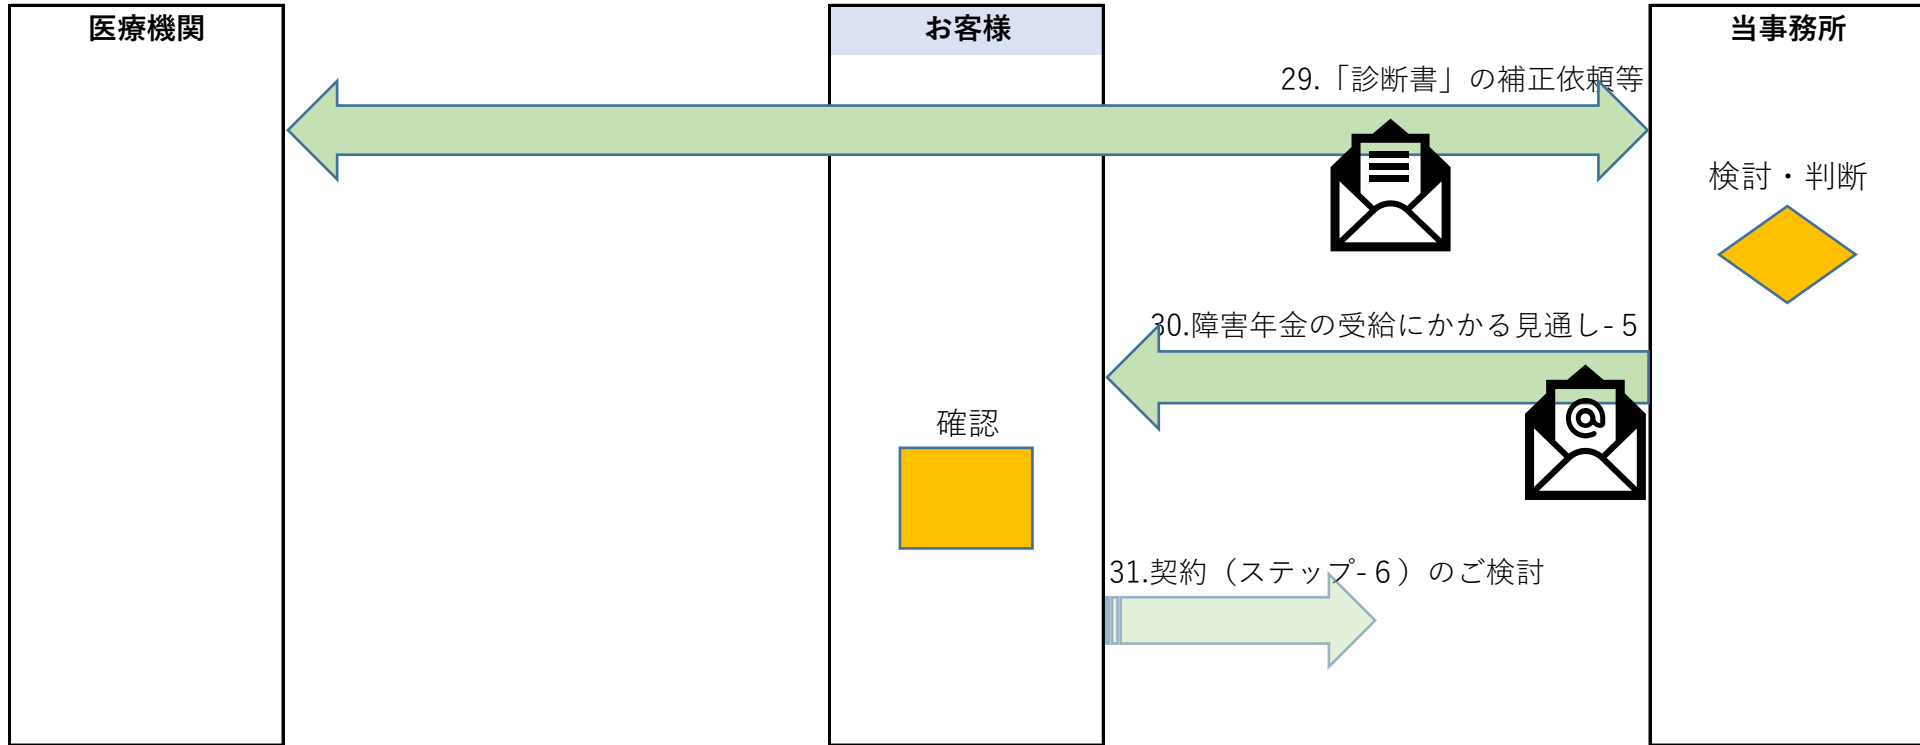 医療機関
お客様
当事務所
29.「診断書」の補正依頼等
検討・判断
30.障害年金の受給にかかる見通し-５
確認
31.契約（ステップ-６）のご検討